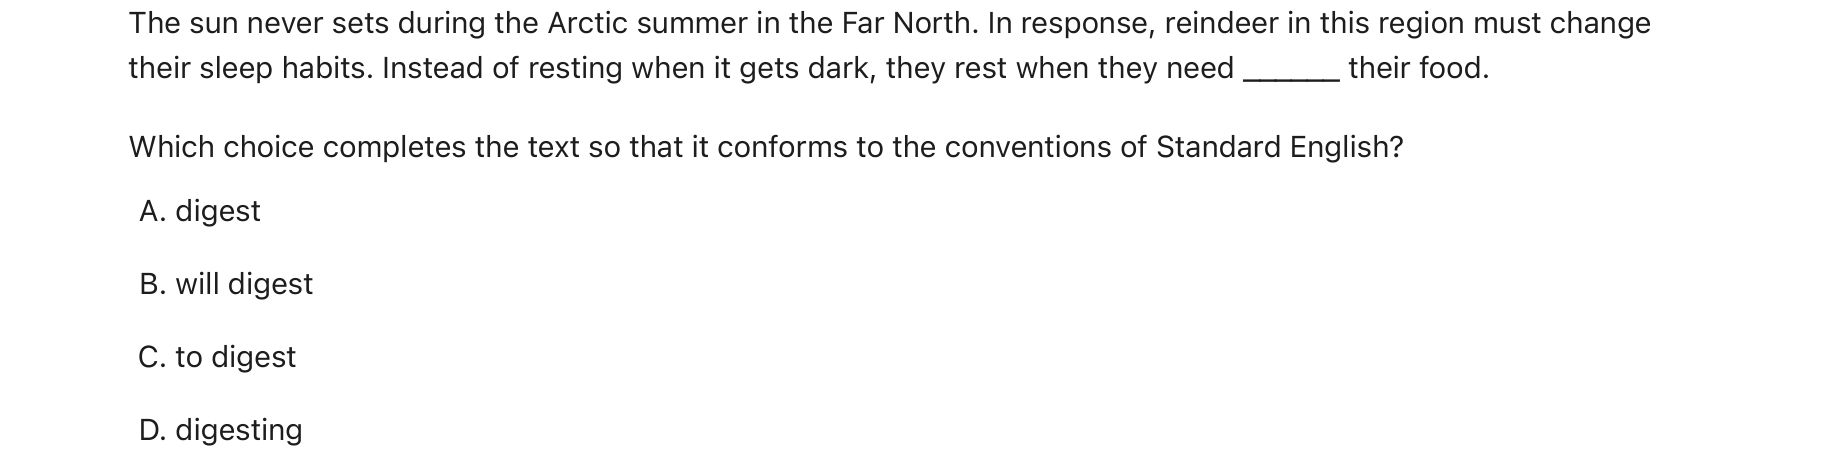 The sun never sets during the Arctic summer in the Far North. In response, reindeer in this region must change
their sleep habits. Instead of resting when it gets dark, they rest when they need ______ their food.
Which choice completes the text so that it conforms to the conventions of Standard English?
A. digest
B. will digest
C. to digest
D. digesting